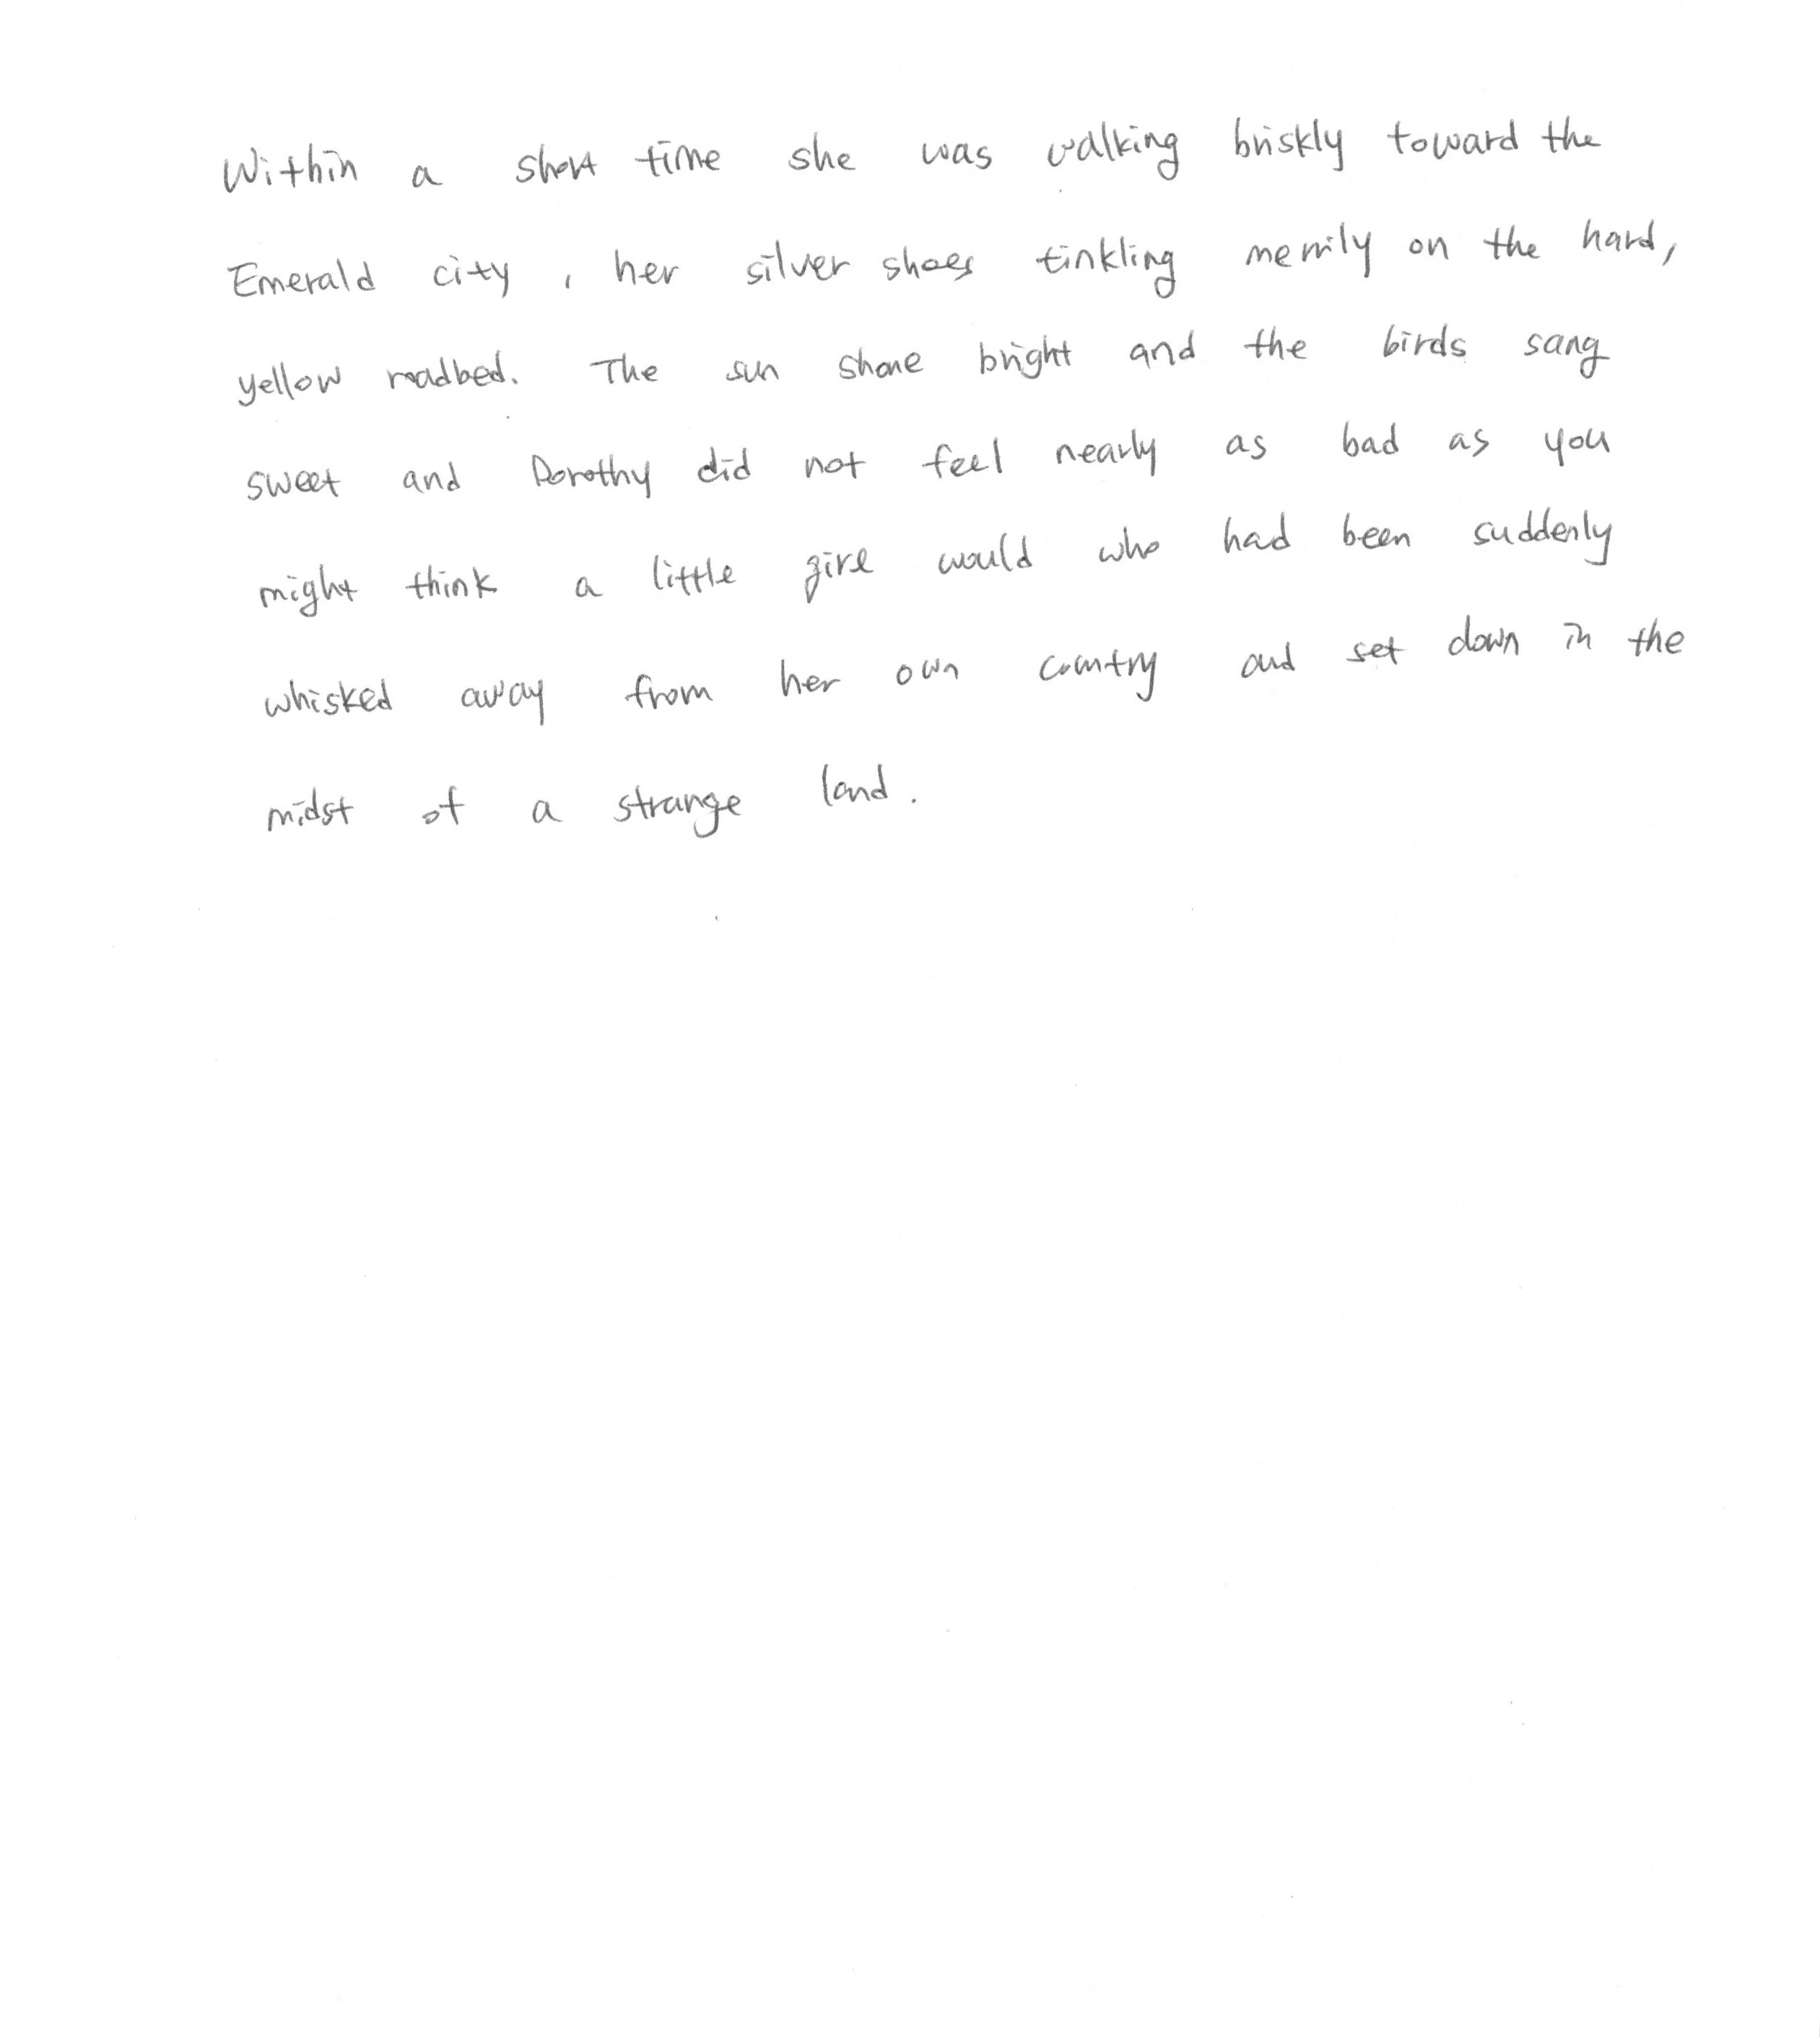 Within a short time she was walking briskly toward the
Emerald city, her silver shoes tinkling merrily on the hard,
yellow roadbed. The sun shone bright and the birds sang
sweet and Dorothy did not feel nearly as bad as you
might think a little girl would who had been suddenly
whisked away from her own country and set down in the
midst of a strange land.